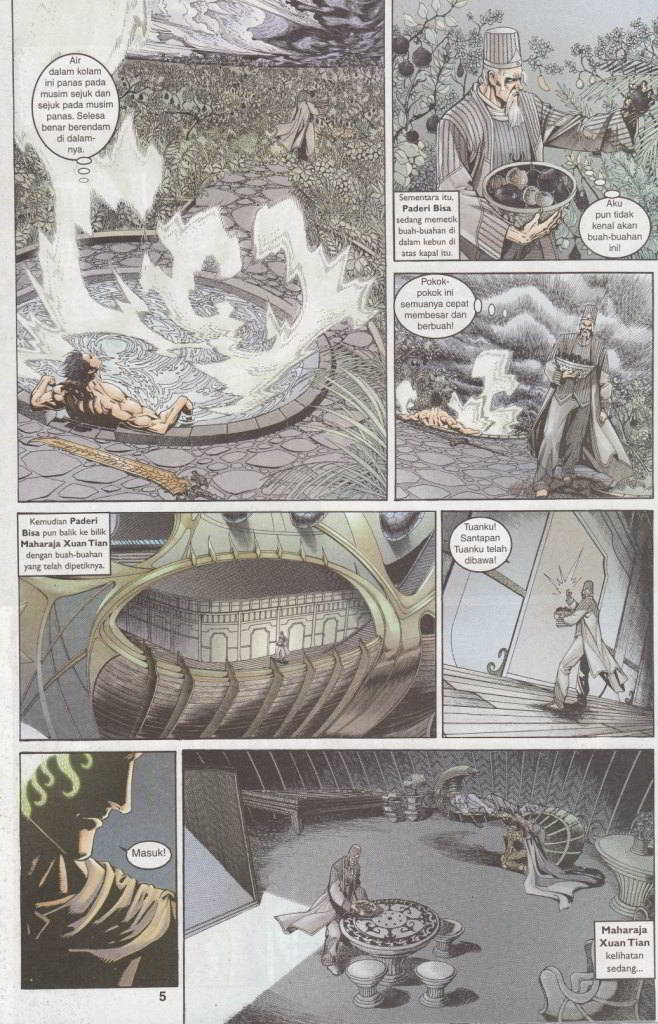 Air
dalam kolam
ini panas pada
musim sejuk dan
sejuk pada musim
panas. Selesa
benar berendam
di dalam-
nya.
Sementara itu,
Paderi Bisa
sedang memetik
buah-buahan di
dalam kebun di
atas kapal itu.
Aku
pun tidak
kenal akan
buah-buahan
ini!
Pokok-
pokok ini
semuanya cepat
membesar dan
berbuah!
Kemudian Paderi
Bisa pun balik ke bilik
Maharaja Xuan Tian
dengan buah-buahan
yang telah dipetiknya.
Tuanku!
Santapan
Tuanku telah
dibawa!
Masuk!
Maharaja
Xuan Tian
kelihatan
sedang...
5